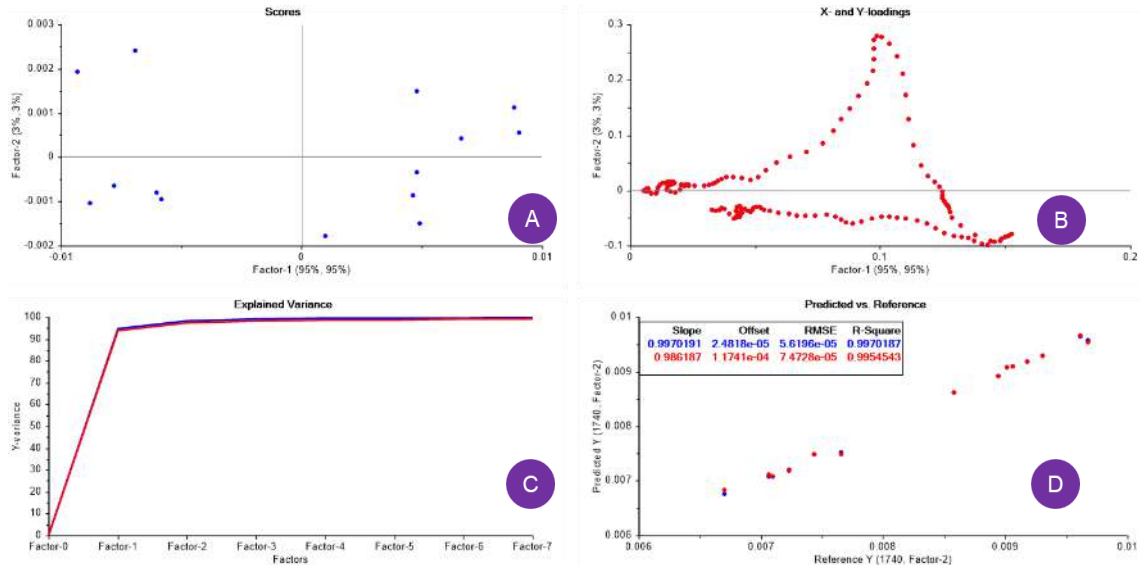 Scores
0.003
0.002
0.001
0
-0.001
-0.002
-0.01
0
0.01
Factor-2 (3%, 3%)
Factor-1 (95%, 95%)
A
X- and Y-loadings
0.3
0.2
0.1
0
-0.1
0
0.1
0.2
Factor-2 (3%, 3%)
Factor-1 (95%, 95%)
B
Explained Variance
100
90
80
70
60
50
40
30
20
10
0
Y-variance
Factor-0 Factor-1 Factor-2 Factor-3 Factor-4 Factor-5 Factor-6 Factor-7
Factors
C
Predicted vs. Reference
Slope Offset RMSE R-Square
0.9970191 2.4818e-05 5.6196e-05 0.9970187
0.986187 1.1741e-04 7.4728e-05 0.9954543
0.01
0.009
0.008
0.007
0.006
Predicted Y (1740, Factor-2)
0.006 0.007 0.008 0.009 0.01
Reference Y (1740, Factor-2)
D